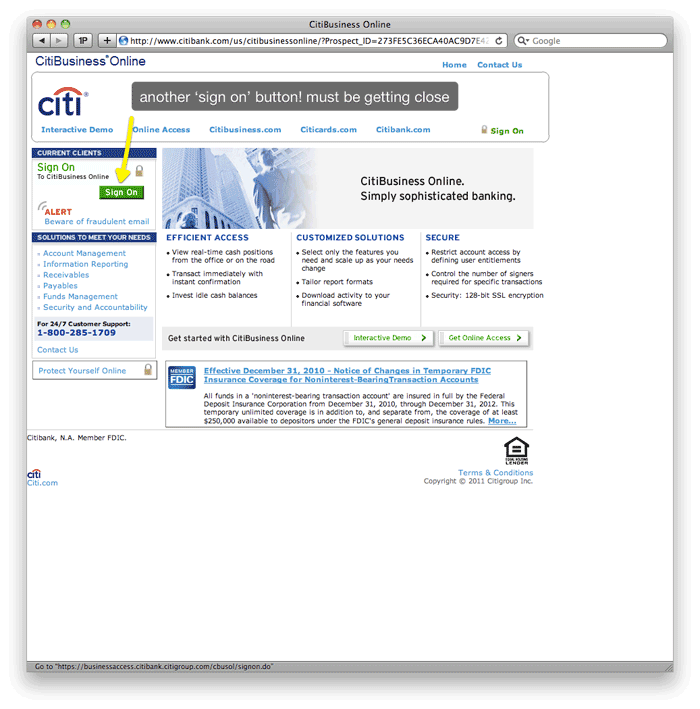 CitiBusiness Online
1P
http://www.citibank.com/us/citibusinessonline/?Prospect_ID=273FE5C36ECA40AC9D7E4
Google
CitiBusiness®Online
Home
Contact Us
citi®
another ‘sign on’ button! must be getting close
Interactive Demo
Online Access
Citibusiness.com
Citicards.com
Citibank.com
Sign On
CURRENT CLIENTS
Sign On
To CitiBusiness Online
Sign On
ALERT
Beware of fraudulent email
SOLUTIONS TO MEET YOUR NEEDS
Account Management
Information Reporting
Receivables
Payables
Funds Management
Security and Accountability
For 24/7 Customer Support:
1-800-285-1709
Contact Us
Protect Yourself Online
CitiBusiness Online.
Simply sophisticated banking.
EFFICIENT ACCESS
• View real-time cash positions
from the office or on the road
• Transact immediately with
instant confirmation
• Invest idle cash balances
CUSTOMIZED SOLUTIONS
• Select only the features you
need and scale up as your needs
change
• Tailor report formats
• Download activity to your
financial software
SECURE
• Restrict account access by
defining user entitlements
• Control the number of signers
required for specific transactions
• Security: 128-bit SSL encryption
Get started with CitiBusiness Online
Interactive Demo
Get Online Access
MEMBER
FDIC
Effective December 31, 2010 - Notice of Changes in Temporary FDIC
Insurance Coverage for Noninterest-BearingTransaction Accounts
All funds in a 'noninterest-bearing transaction account' are insured in full by the Federal
Deposit Insurance Corporation from December 31, 2010, through December 31, 2012. This
temporary unlimited coverage is in addition to, and separate from, the coverage of at least
$250,000 available to depositors under the FDIC's general deposit insurance rules. More...
Citibank, N.A. Member FDIC.
EQUAL HOUSING
LENDER
citi
Citi.com
Terms & Conditions
Copyright © 2011 Citigroup Inc.
Go to "https://businessaccess.citibank.citigroup.com/cbusol/signon.do"